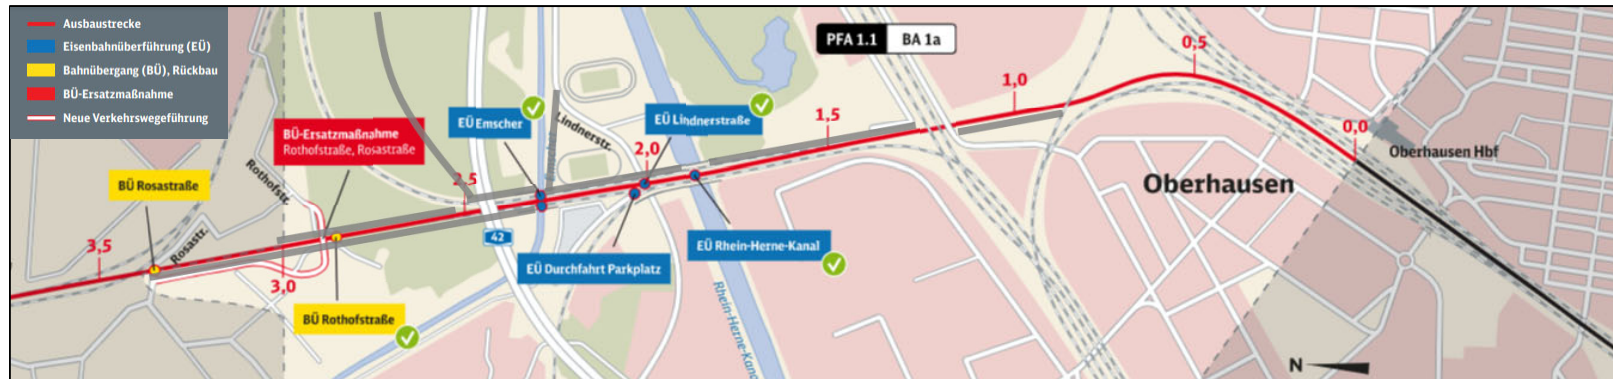 Ausbaustrecke
Eisenbahnüberführung (EÜ)
Bahnübergang (BÜ), Rückbau
BÜ-Ersatzmaßnahme
Neue Verkehrswegeführung
PFA 1.1 BA 1a
0,5
1,0
1,5
0,0
Oberhausen Hbf
Oberhausen
EÜ Emscher
EÜ Lindnerstraße
Lindnerstr.
2,0
BÜ-Ersatzmaßnahme
Rothofstraße, Rosastraße
2,5
Rothofstr.
BÜ Rosastraße
Rosastr.
3,5
3,0
42
EÜ Rhein-Herne-Kanal
EÜ Durchfahrt Parkplatz
BÜ Rothofstraße
Rhein-Herne-Kanal
N